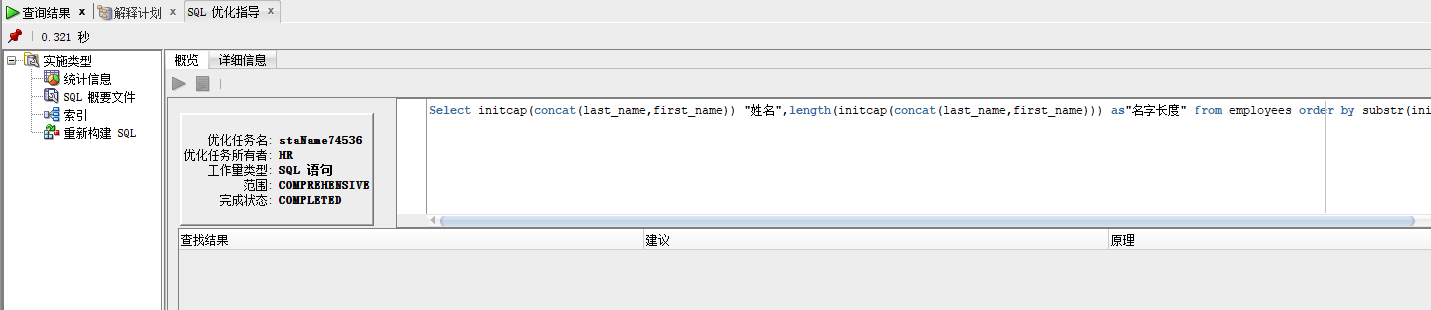 查询结果 x 解释计划 x SQL 优化指导 x
0.321 秒
实施类型
统计信息
SQL 概要文件
索引
重新构建 SQL
概览 详细信息
优化任务名: staName74536
优化任务所有者: HR
工作量类型: SQL 语句
范围: COMPREHENSIVE
完成状态: COMPLETED
Select initcap(concat(last_name,first_name)) "姓名",length(initcap(concat(last_name,first_name))) as"名字长度" from employees order by substr(ini
查找结果 建议 原理